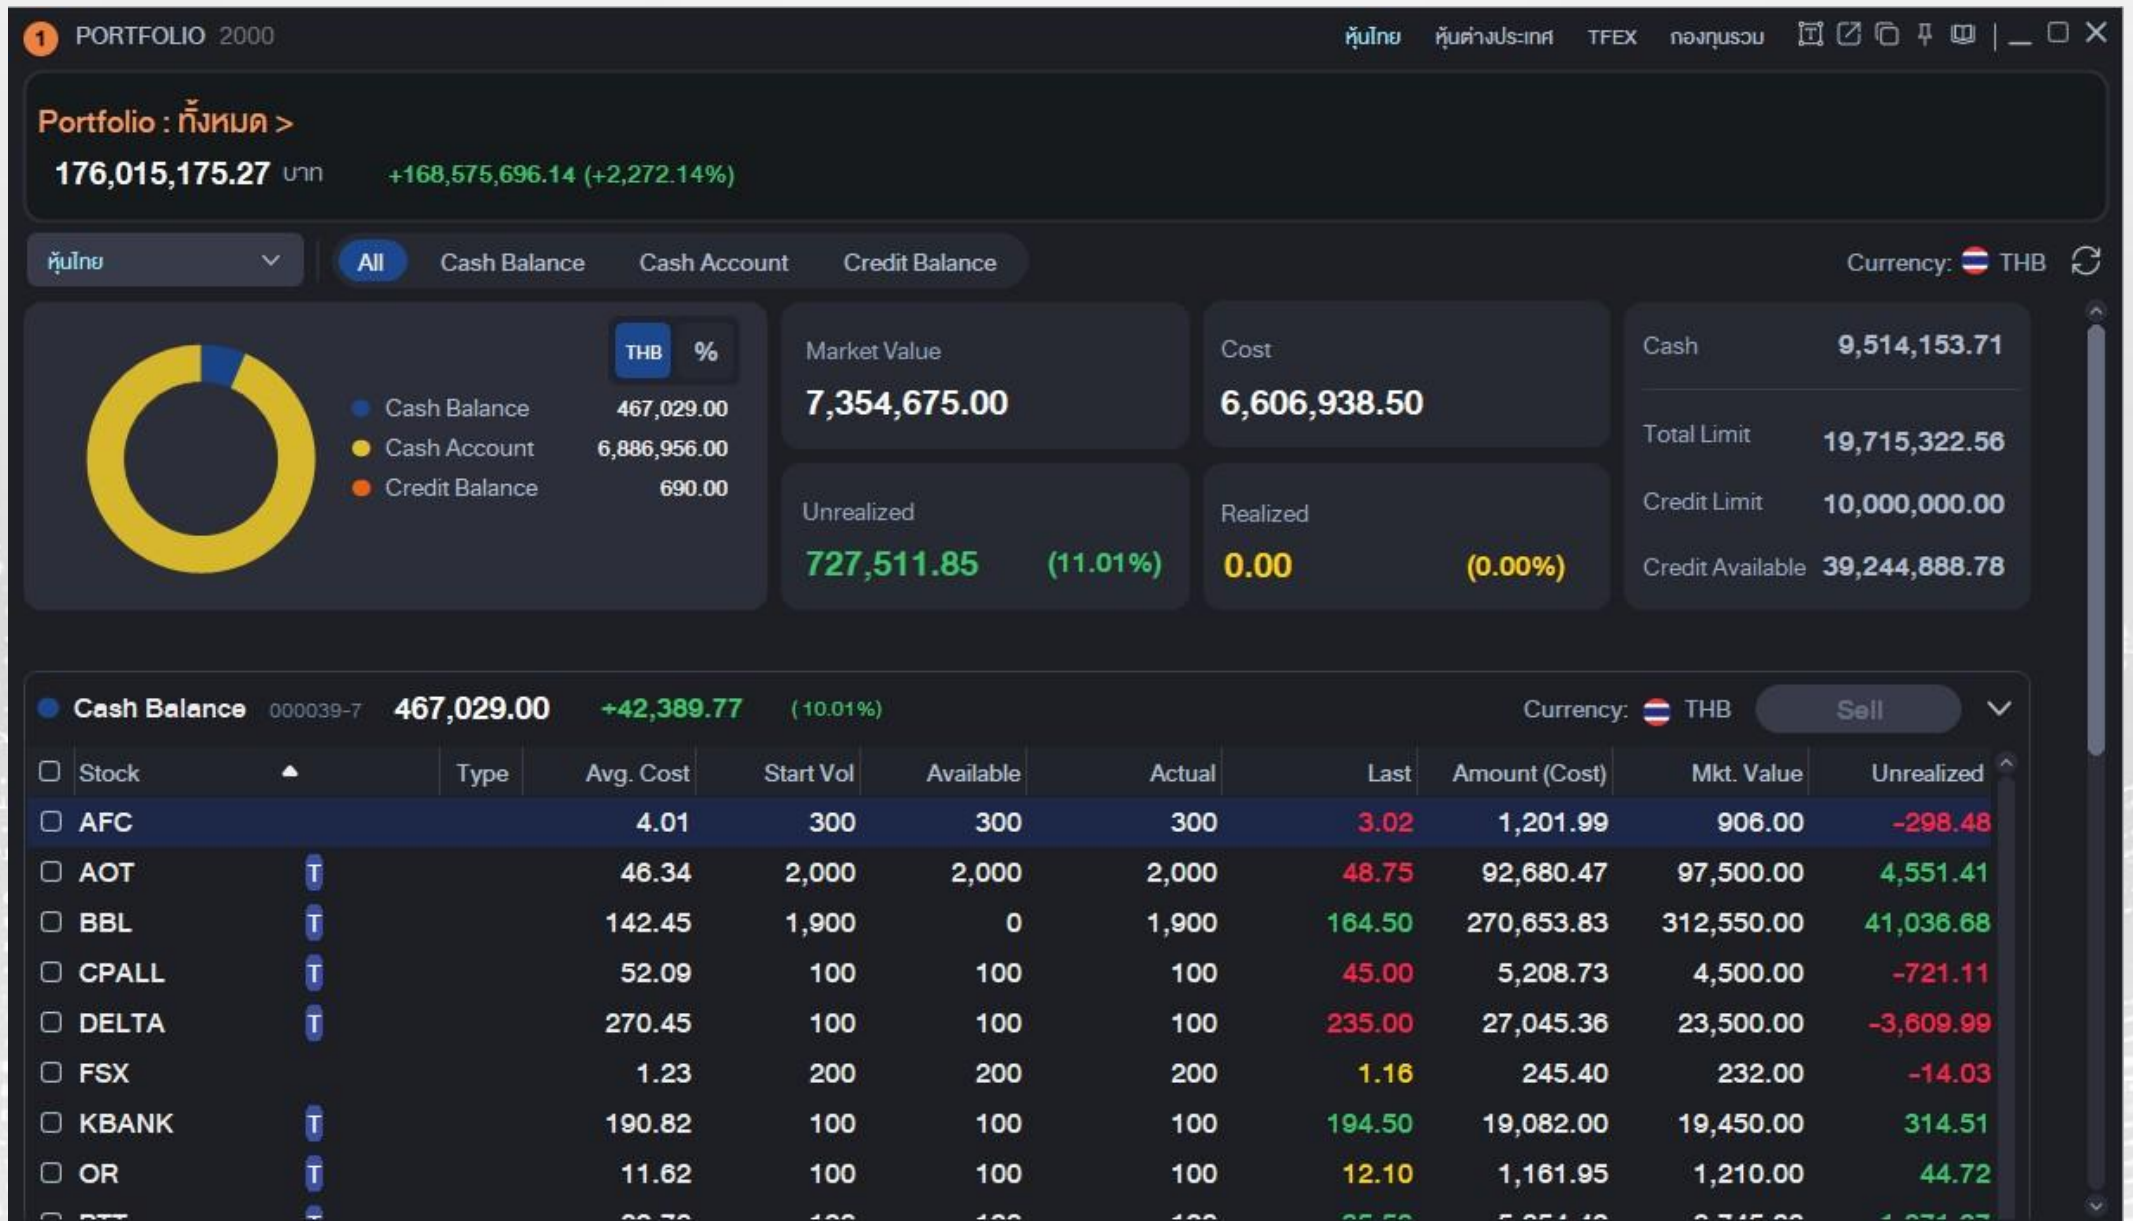 1 PORTFOLIO 2000 หุ้นไทย หุ้นต่างประเทศ TFEX กองทุนรวม
Portfolio : ทั้งหมด >
176,015,175.27 บาท +168,575,696.14 (+2,272.14%)
หุ้นไทย All Cash Balance Cash Account Credit Balance Currency: THB
THB %
Cash Balance 467,029.00
Cash Account 6,886,956.00
Credit Balance 690.00
Market Value
7,354,675.00
Cost
6,606,938.50
Unrealized
727,511.85 (11.01%)
Realized
0.00 (0.00%)
Cash 9,514,153.71
Total Limit 19,715,322.56
Credit Limit 10,000,000.00
Credit Available 39,244,888.78
Cash Balance 000039-7 467,029.00 +42,389.77 (10.01%) Currency: THB Sell
Stock Type Avg. Cost Start Vol Available Actual Last Amount (Cost) Mkt. Value Unrealized
AFC 4.01 300 300 300 3.02 1,201.99 906.00 -298.48
AOT T 46.34 2,000 2,000 2,000 48.75 92,680.47 97,500.00 4,551.41
BBL T 142.45 1,900 0 1,900 164.50 270,653.83 312,550.00 41,036.68
CPALL T 52.09 100 100 100 45.00 5,208.73 4,500.00 -721.11
DELTA T 270.45 100 100 100 235.00 27,045.36 23,500.00 -3,609.99
FSX 1.23 200 200 200 1.16 245.40 232.00 -14.03
KBANK T 190.82 100 100 100 194.50 19,082.00 19,450.00 314.51
OR T 11.62 100 100 100 12.10 1,161.95 1,210.00 44.72